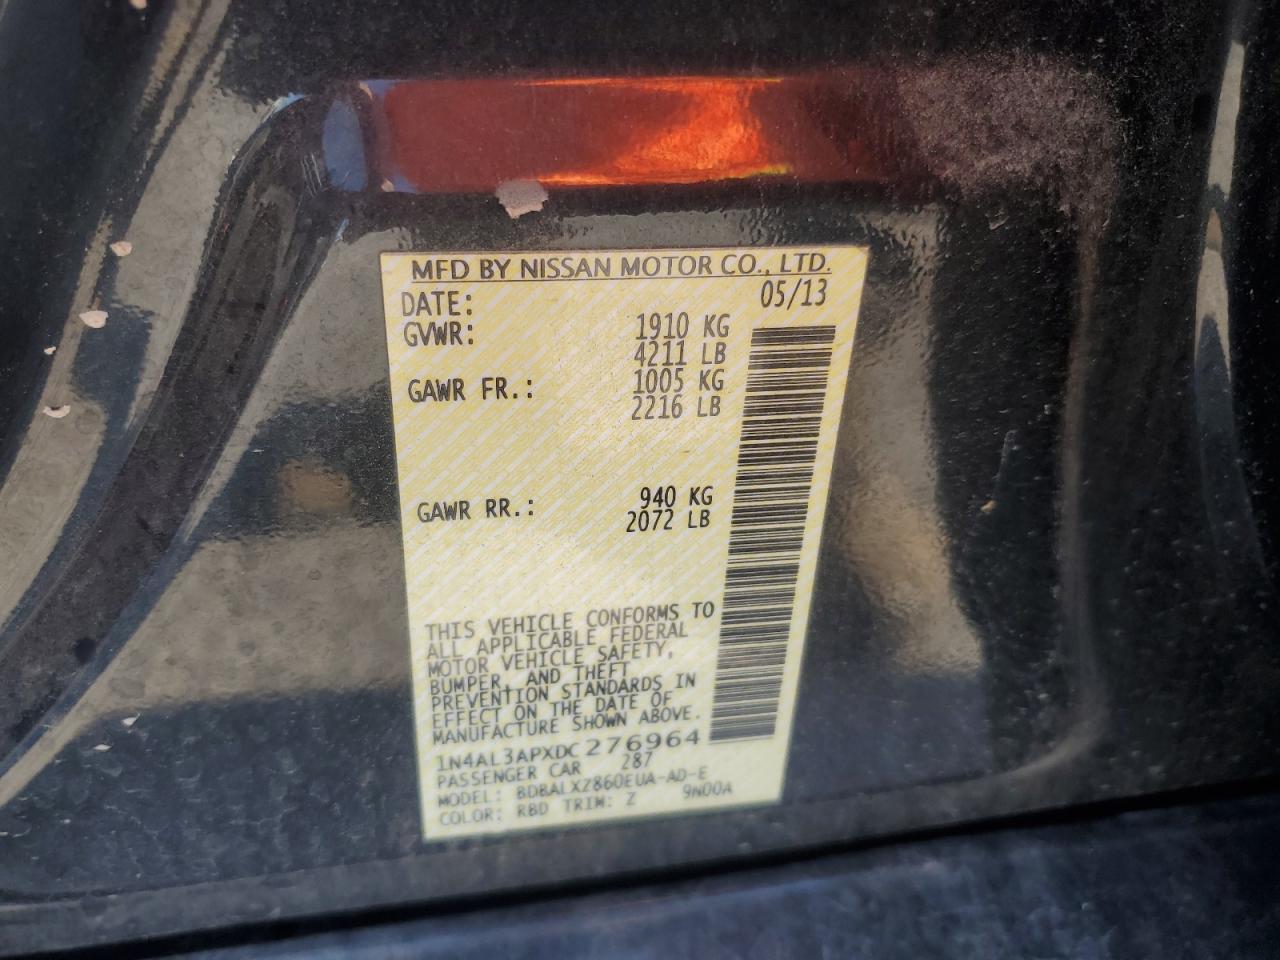 MFD BY NISSAN MOTOR CO., LTD.
DATE: 05/13
GVWR: 1910 KG
4211 LB
GAWR FR.: 1005 KG
2216 LB
GAWR RR.: 940 KG
2072 LB
THIS VEHICLE CONFORMS TO
ALL APPLICABLE FEDERAL
MOTOR VEHICLE SAFETY,
BUMPER, AND THEFT
PREVENTION STANDARDS IN
EFFECT ON THE DATE OF
MANUFACTURE SHOWN ABOVE.
1N4AL3APXDC276964
PASSENGER CAR 287
MODEL: BDBALXZ860EUA-AD-E
COLOR: RBD TRIM: Z 9N00A